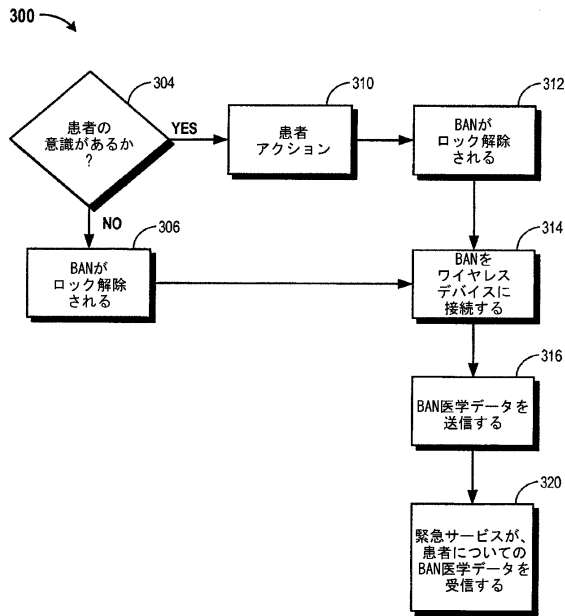 300
304
患者の
意識があるか
?
YES
310
患者
アクション
312
BANが
ロック解除
される
NO
306
BANが
ロック解除
される
314
BANを
ワイヤレス
デバイスに
接続する
316
BAN医学データを
送信する
320
緊急サービスが、
患者についての
BAN医学データを
受信する